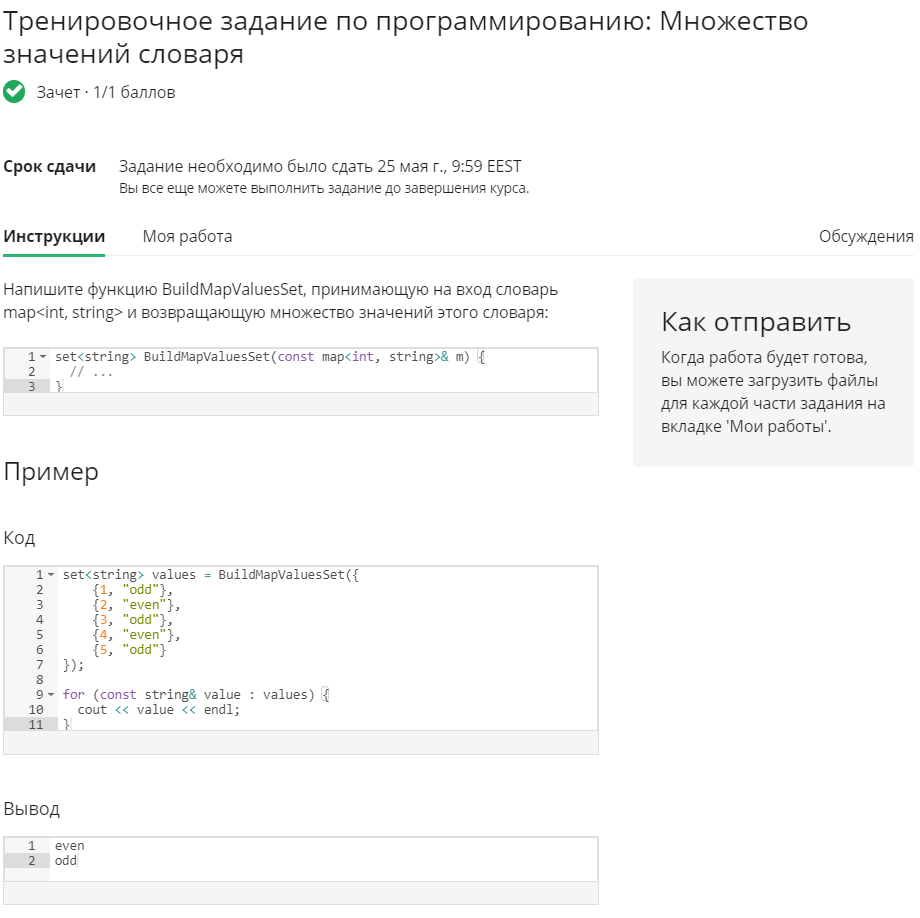 Тренировочное задание по программированию: Множество
значений словаря
Зачет · 1/1 баллов
Срок сдачи Задание необходимо было сдать 25 мая г., 9:59 EEST
Вы все еще можете выполнить задание до завершения курса.
Инструкции Моя работа Обсуждения
Напишите функцию BuildMapValuesSet, принимающую на вход словарь
map<int, string> и возвращающую множество значений этого словаря:
1 set<string> BuildMapValuesSet(const map<int, string>& m) {
2   // ...
3 }
Как отправить
Когда работа будет готова,
вы можете загрузить файлы
для каждой части задания на
вкладке 'Мои работы'.
Пример
Код
1 set<string> values = BuildMapValuesSet({
2     {1, "odd"},
3     {2, "even"},
4     {3, "odd"},
5     {4, "even"},
6     {5, "odd"}
7 });
8
9 for (const string& value : values) {
10   cout << value << endl;
11 }
Вывод
1 even
2 odd